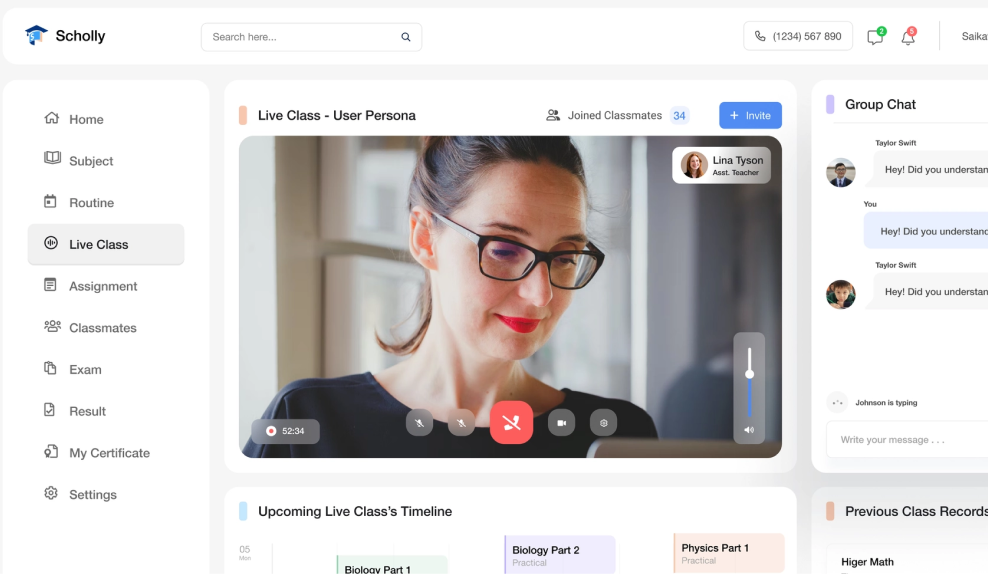 Scholly
Search here...
(1234) 567 890
2
5
Saika
Home
Subject
Routine
Live Class
Assignment
Classmates
Exam
Result
My Certificate
Settings
Live Class - User Persona
Joined Classmates 34
+ Invite
Lina Tyson
Asst. Teacher
52:34
Group Chat
Taylor Swift
Hey! Did you understan
You
Hey! Did you understand
Taylor Swift
Hey! Did you understan
Johnson is typing
Write your message . . .
Upcoming Live Class's Timeline
05
Mon
Biology Part 1
Biology Part 2
Practical
Physics Part 1
Practical
Previous Class Records
Higer Math